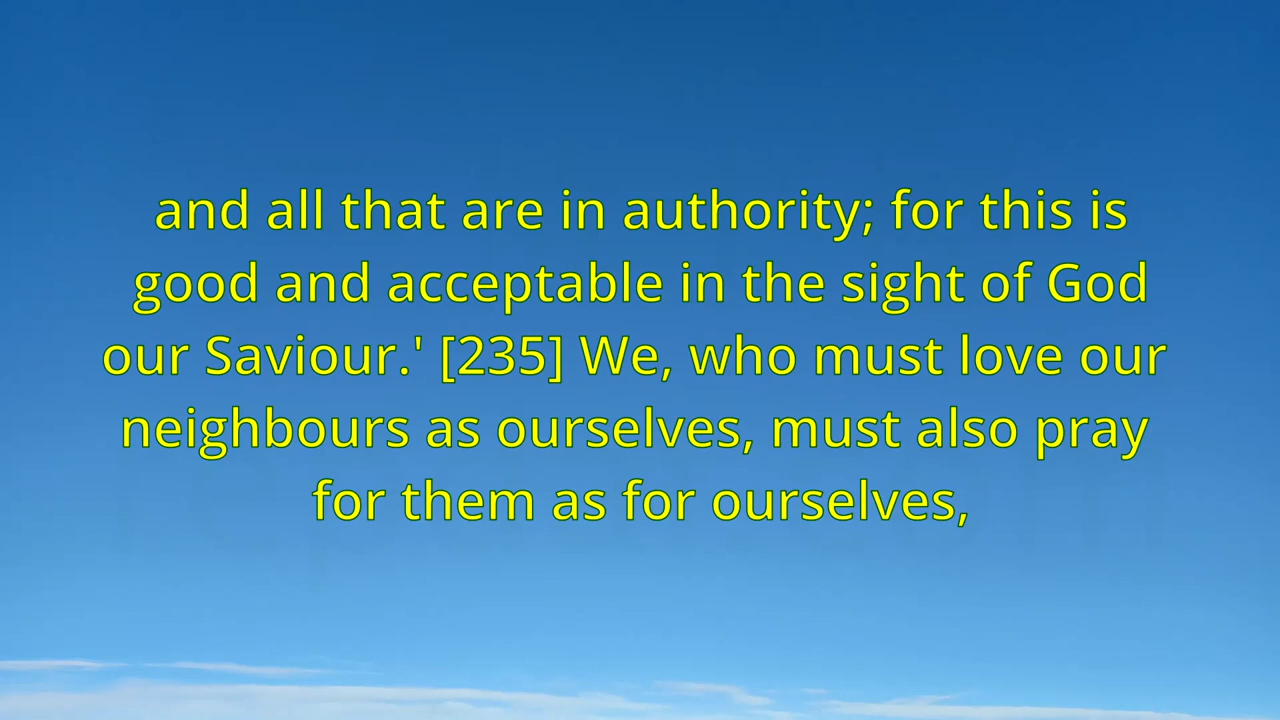 and all that are in authority; for this is
good and acceptable in the sight of God
our Saviour.' [235] We, who must love our
neighbours as ourselves, must also pray
for them as for ourselves,